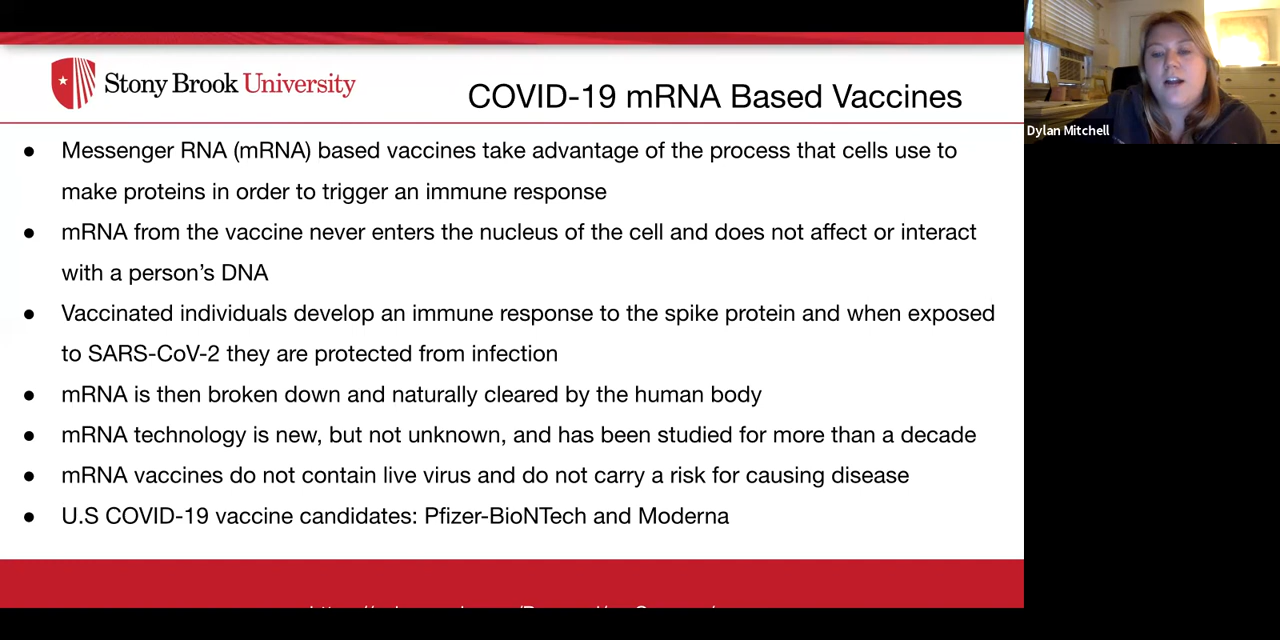 Stony Brook University
COVID-19 mRNA Based Vaccines
● Messenger RNA (mRNA) based vaccines take advantage of the process that cells use to
make proteins in order to trigger an immune response
● mRNA from the vaccine never enters the nucleus of the cell and does not affect or interact
with a person’s DNA
● Vaccinated individuals develop an immune response to the spike protein and when exposed
to SARS-CoV-2 they are protected from infection
● mRNA is then broken down and naturally cleared by the human body
● mRNA technology is new, but not unknown, and has been studied for more than a decade
● mRNA vaccines do not contain live virus and do not carry a risk for causing disease
● U.S COVID-19 vaccine candidates: Pfizer-BioNTech and Moderna
Dylan Mitchell